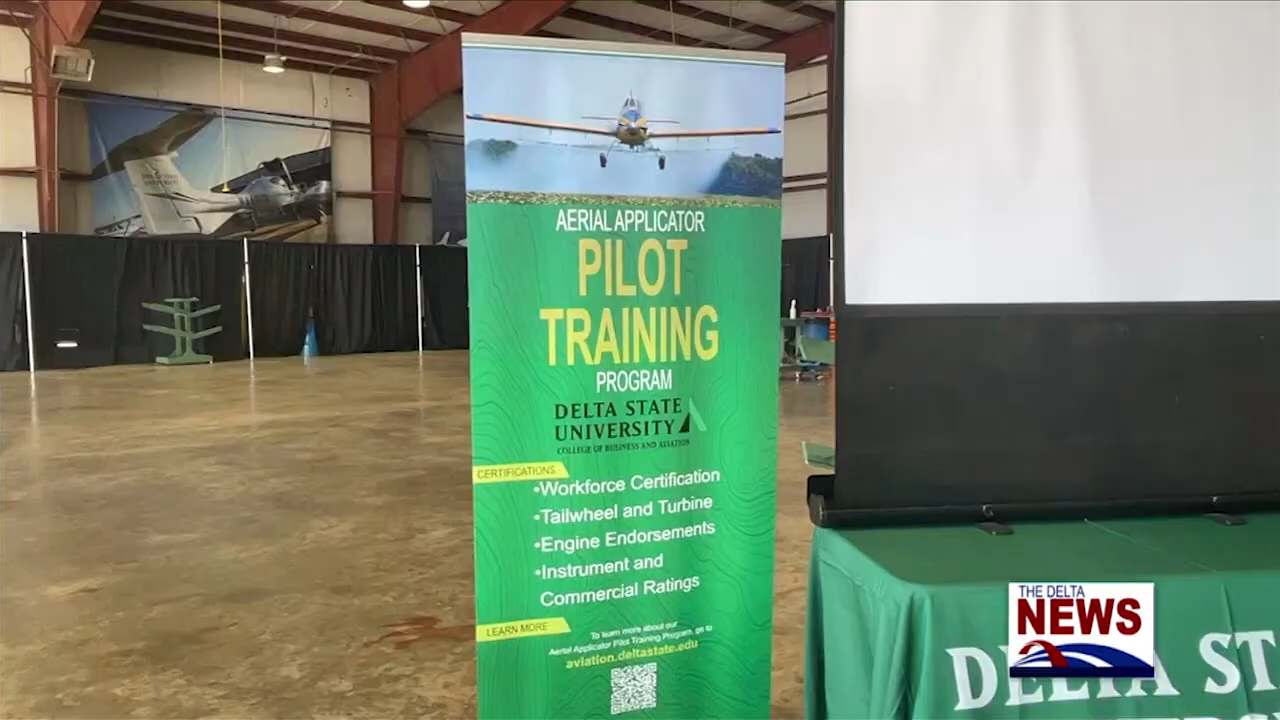 AERIAL APPLICATOR
PILOT
TRAINING
PROGRAM
DELTA STATE
UNIVERSITY
COLLEGE OF BUSINESS AND AVIATION
CERTIFICATIONS
•Workforce Certification
•Tailwheel and Turbine
•Engine Endorsements
•Instrument and
Commercial Ratings
LEARN MORE
To learn more about our
Aerial Applicator Pilot Training Program, go to
aviation.deltastate.edu
THE DELTA
NEWS
DELTA ST